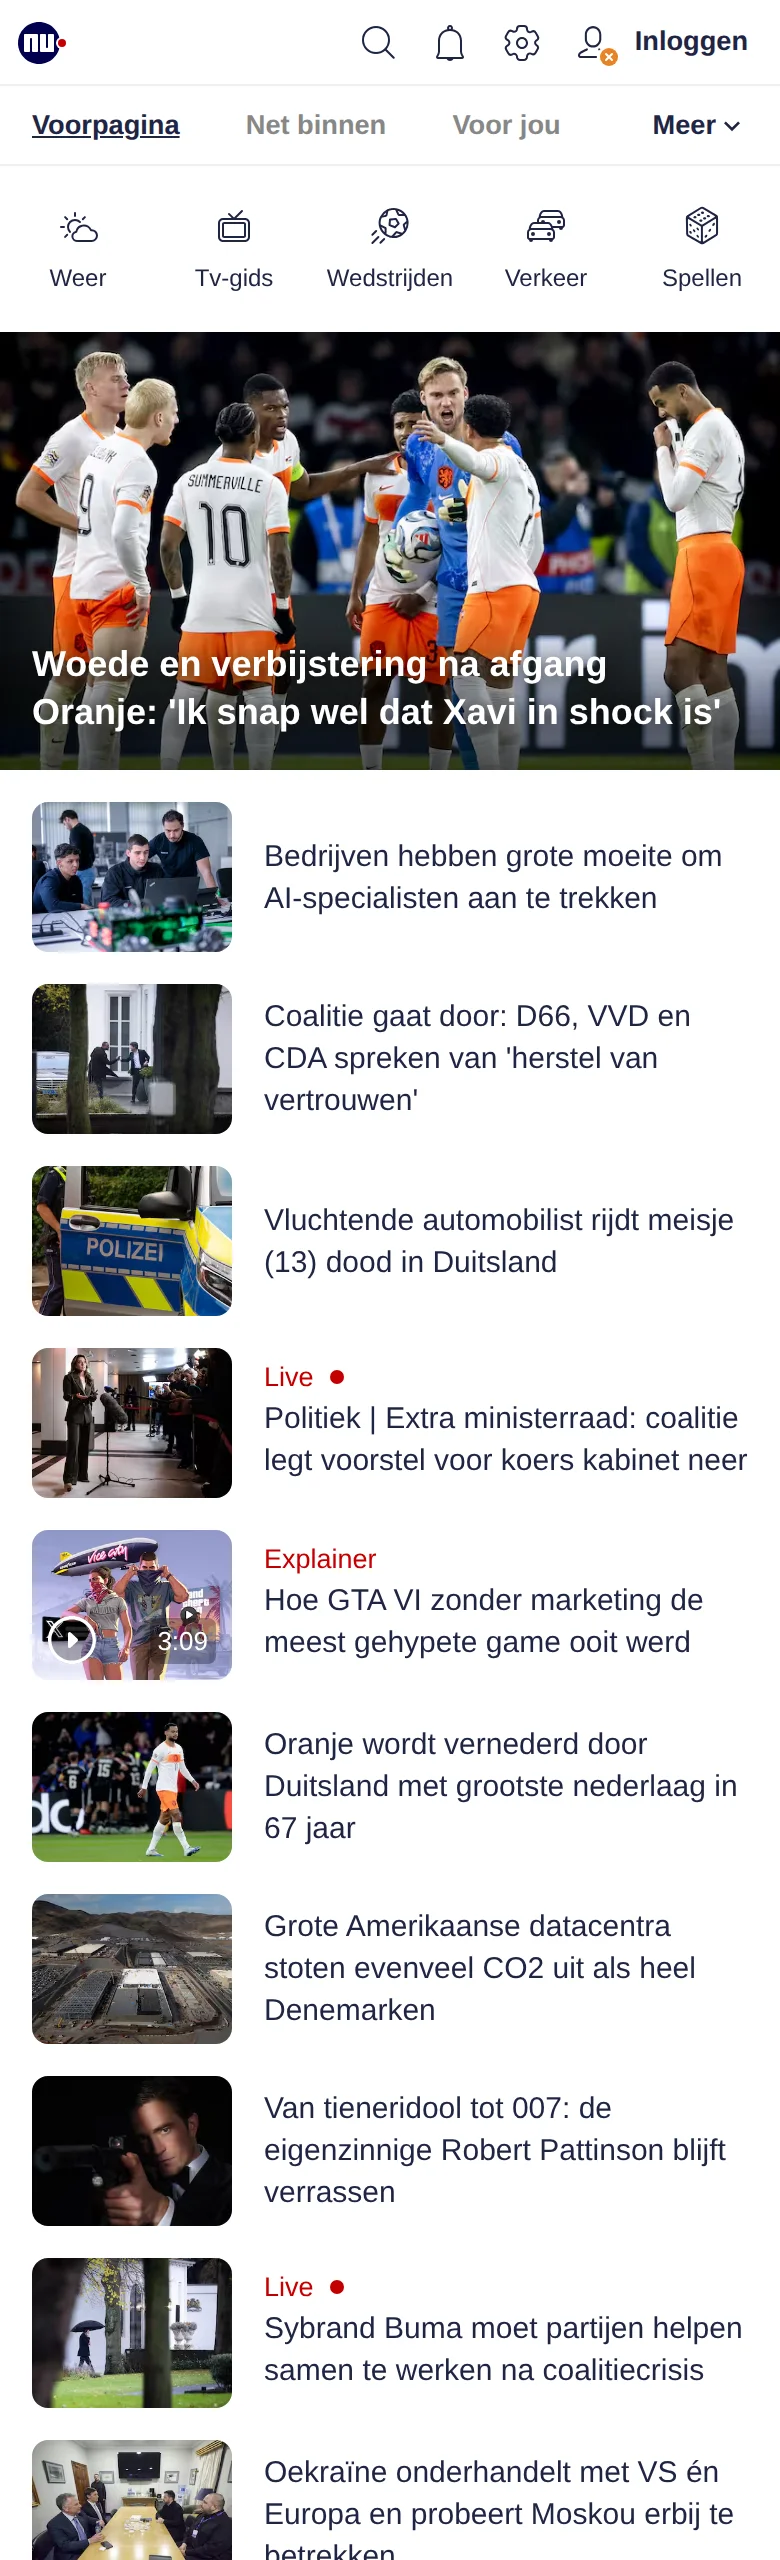 nu
Inloggen
Voorpagina
Net binnen
Voor jou
Meer
Weer
Tv-gids
Wedstrijden
Verkeer
Spellen
9
SUMMERVILLE
10
7
Woede en verbijstering na afgang
Oranje: 'Ik snap wel dat Xavi in shock is'
Bedrijven hebben grote moeite om
AI-specialisten aan te trekken
Coalitie gaat door: D66, VVD en
CDA spreken van 'herstel van
vertrouwen'
POLIZEI
Vluchtende automobilist rijdt meisje
(13) dood in Duitsland
Live
Politiek | Extra ministerraad: coalitie
legt voorstel voor koers kabinet neer
Vice City
3:09
Explainer
Hoe GTA VI zonder marketing de
meest gehypete game ooit werd
6
15
Oranje wordt vernederd door
Duitsland met grootste nederlaag in
67 jaar
Grote Amerikaanse datacentra
stoten evenveel CO2 uit als heel
Denemarken
Van tieneridool tot 007: de
eigenzinnige Robert Pattinson blijft
verrassen
Live
Sybrand Buma moet partijen helpen
samen te werken na coalitiecrisis
Oekraïne onderhandelt met VS én
Europa en probeert Moskou erbij te
betrekken